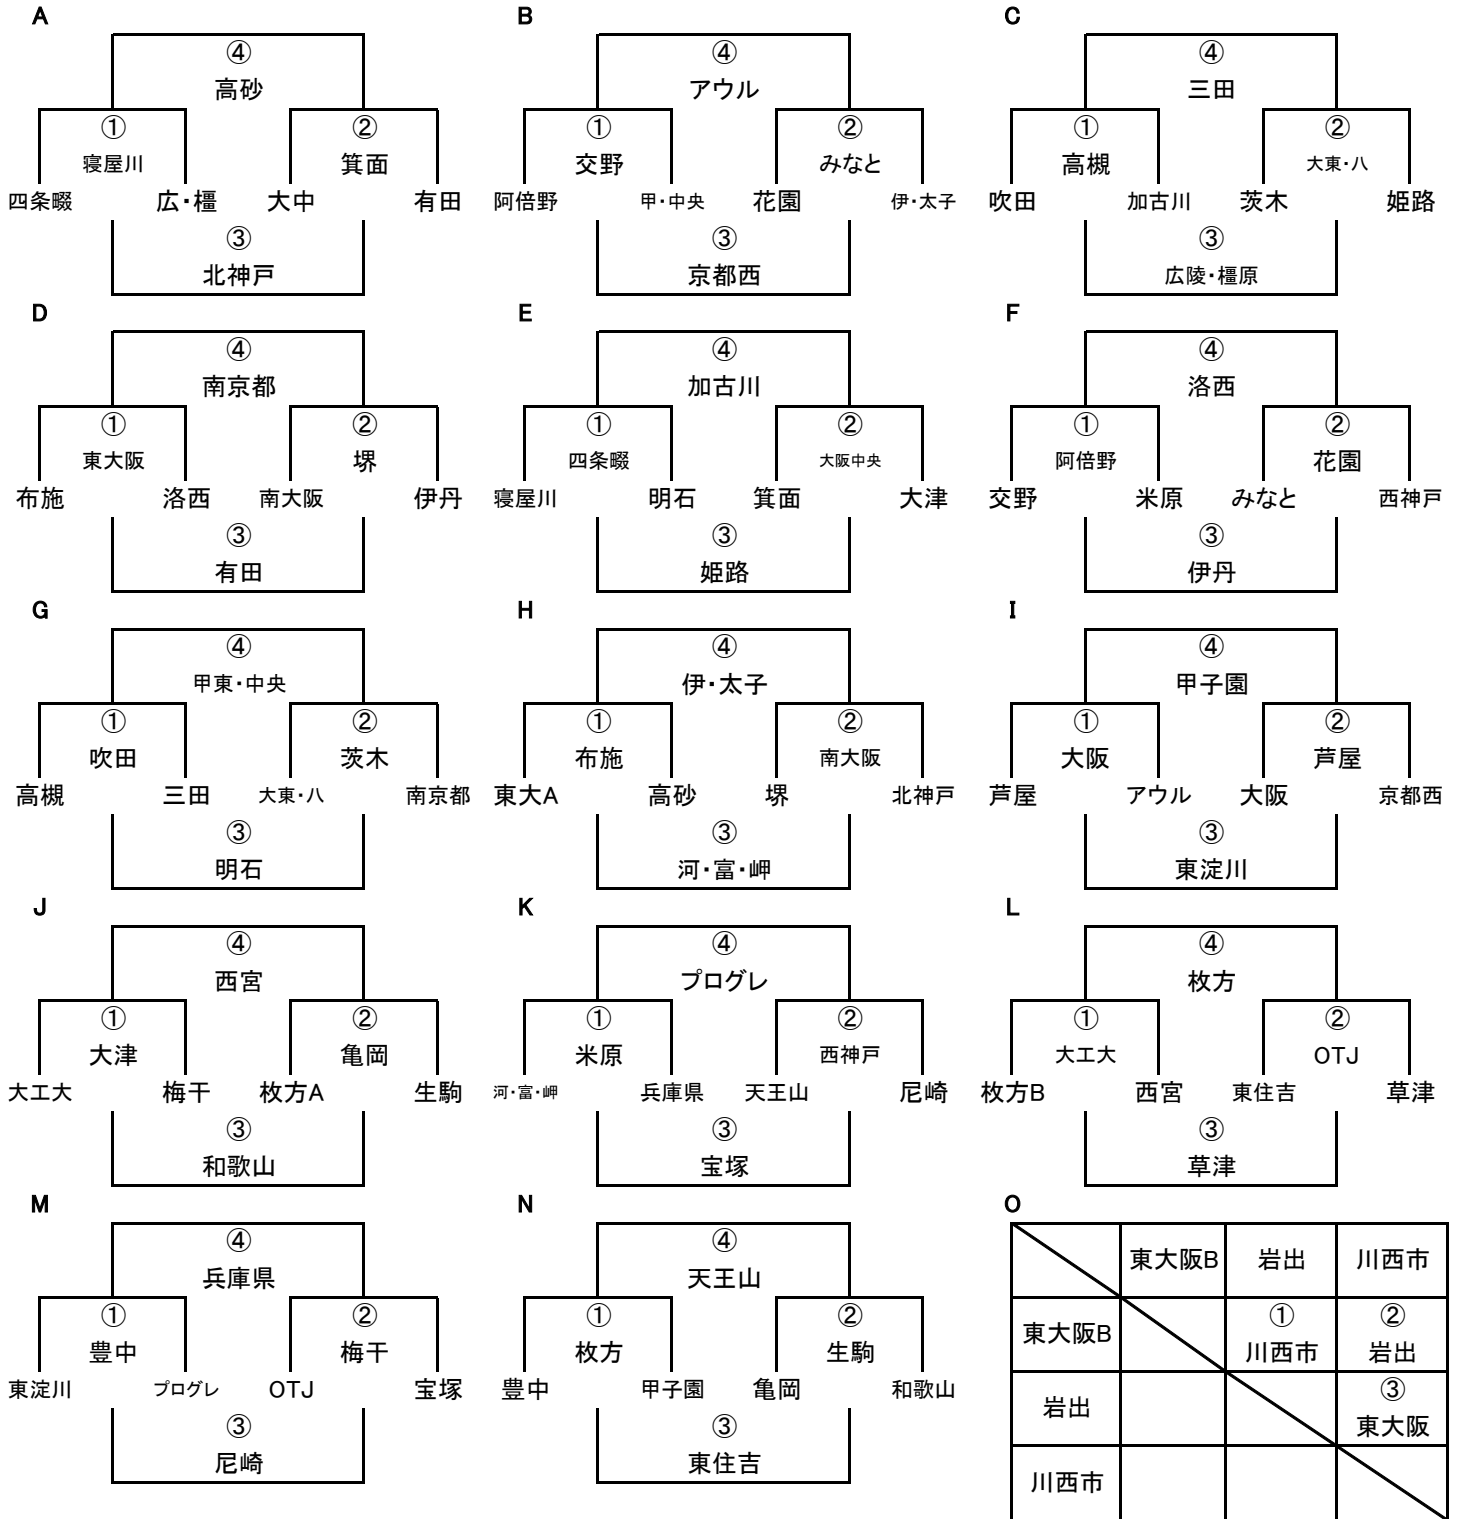 A B C
④ ④ ④
高砂 アウル 三田
① ② ① ② ① ②
寝屋川 箕面 交野 みなと 高槻 大東・八
四条畷 広・橿 大中 有田 阿倍野 甲・中央 花園 伊・太子 吹田 加古川 茨木 姫路
③ ③ ③
北神戸 京都西 広陵・橿原
D E F
④ ④ ④
南京都 加古川 洛西
① ② ① ② ① ②
東大阪 堺 四条畷 大阪中央 阿倍野 花園
布施 洛西 南大阪 伊丹 寝屋川 明石 箕面 大津 交野 米原 みなと 西神戸
③ ③ ③
有田 姫路 伊丹
G H I
④ ④ ④
甲東・中央 伊・太子 甲子園
① ② ① ② ① ②
吹田 茨木 布施 南大阪 大阪 芦屋
高槻 三田 大東・八 南京都 東大A 高砂 堺 北神戸 芦屋 アウル 大阪 京都西
③ ③ ③
明石 河・富・岬 東淀川
J K L
④ ④ ④
西宮 プログレ 枚方
① ② ① ② ① ②
大津 亀岡 米原 西神戸 大工大 OTJ
大工大 梅干 枚方A 生駒 河・富・岬 兵庫県 天王山 尼崎 枚方B 西宮 東住吉 草津
③ ③ ③
和歌山 宝塚 草津
M N O
④ ④
兵庫県 天王山
① ② ① ②
豊中 梅干 枚方 生駒
東淀川 プログレ OTJ 宝塚 豊中 甲子園 亀岡 和歌山
③ ③
尼崎 東住吉
東大阪B 岩出 川西市
① ②
東大阪B 川西市 岩出
③
岩出 東大阪
川西市